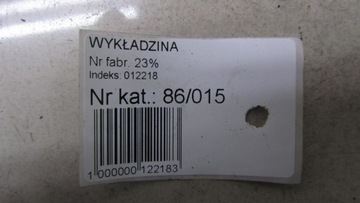 WYKŁADZINA
Nr fabr. 23%
Indeks: 012218
Nr kat.: 86/015
1 000000 122183